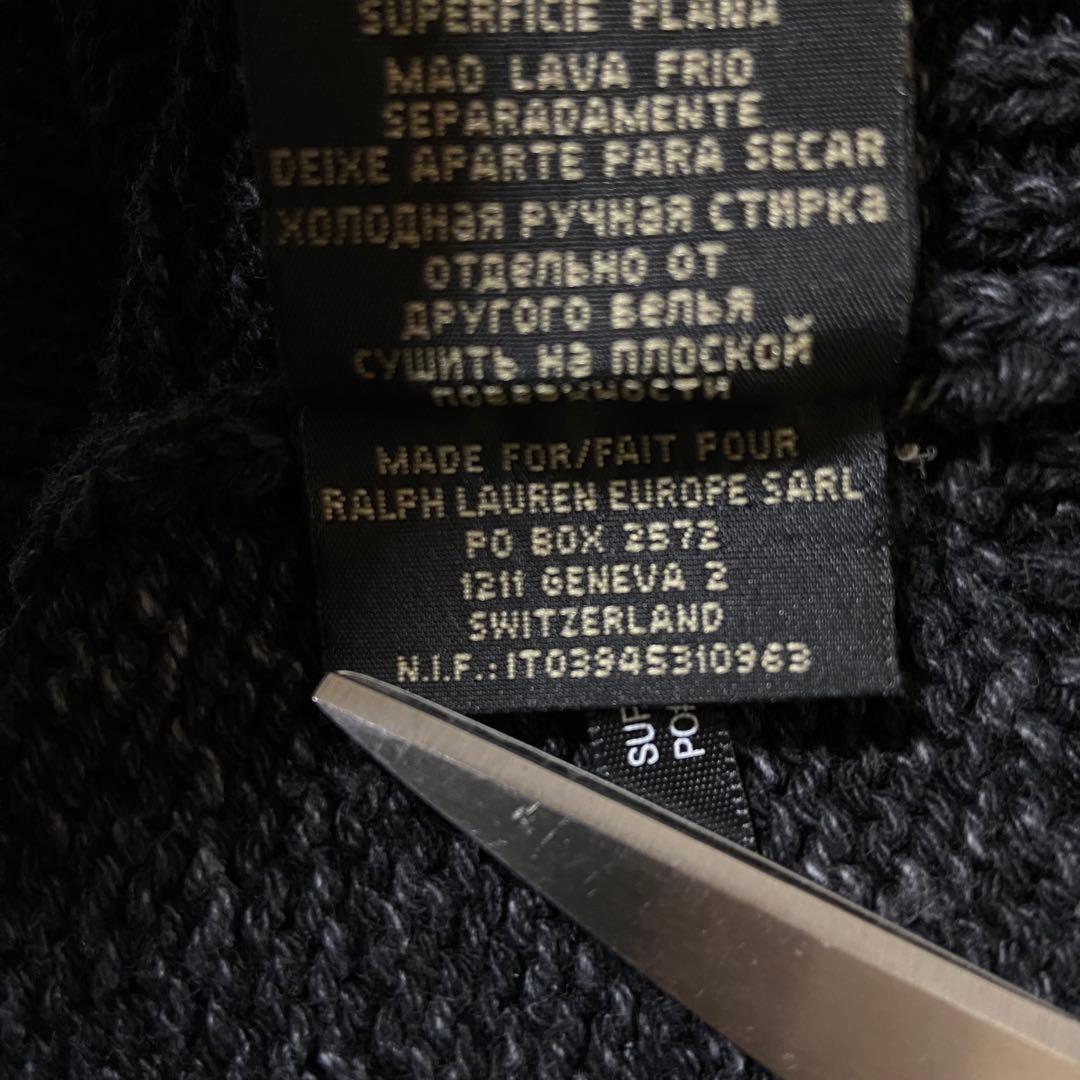 SUPERFICIE PLANA
MAO LAVA FRIO
SEPARADAMENTE
DEIXE APARTE PARA SECAR
ХОЛОДНАЯ РУЧНАЯ СТИРКА
ОТДЕЛЬНО ОТ
ДРУГОГО БЕЛЬЯ
СУШИТЬ НА ПЛОСКОЙ
ПОВЕРХНОСТИ
MADE FOR/FAIT POUR
RALPH LAUREN EUROPE SARL
PO BOX 2572
1211 GENEVA 2
SWITZERLAND
N.I.F.:IT03945310963